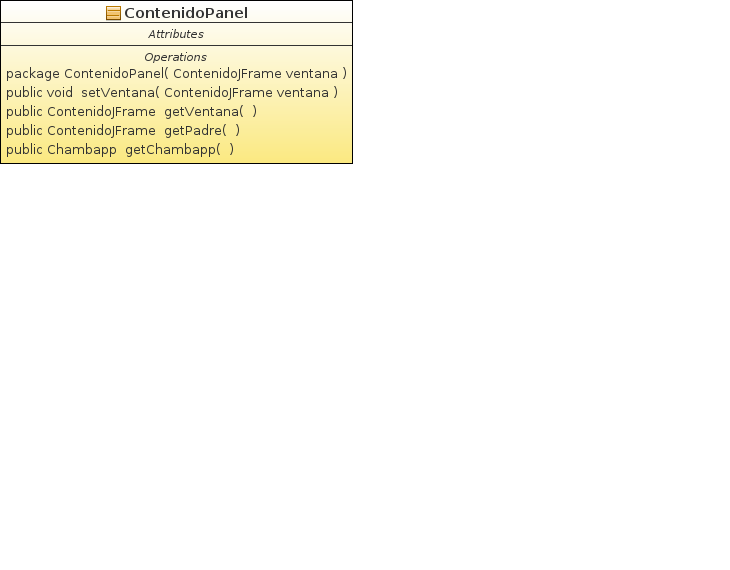 ContenidoPanel
Attributes
Operations
package ContenidoPanel( ContenidoJFrame ventana )
public void  setVentana( ContenidoJFrame ventana )
public ContenidoJFrame  getVentana(  )
public ContenidoJFrame  getPadre(  )
public Chambapp  getChambapp(  )